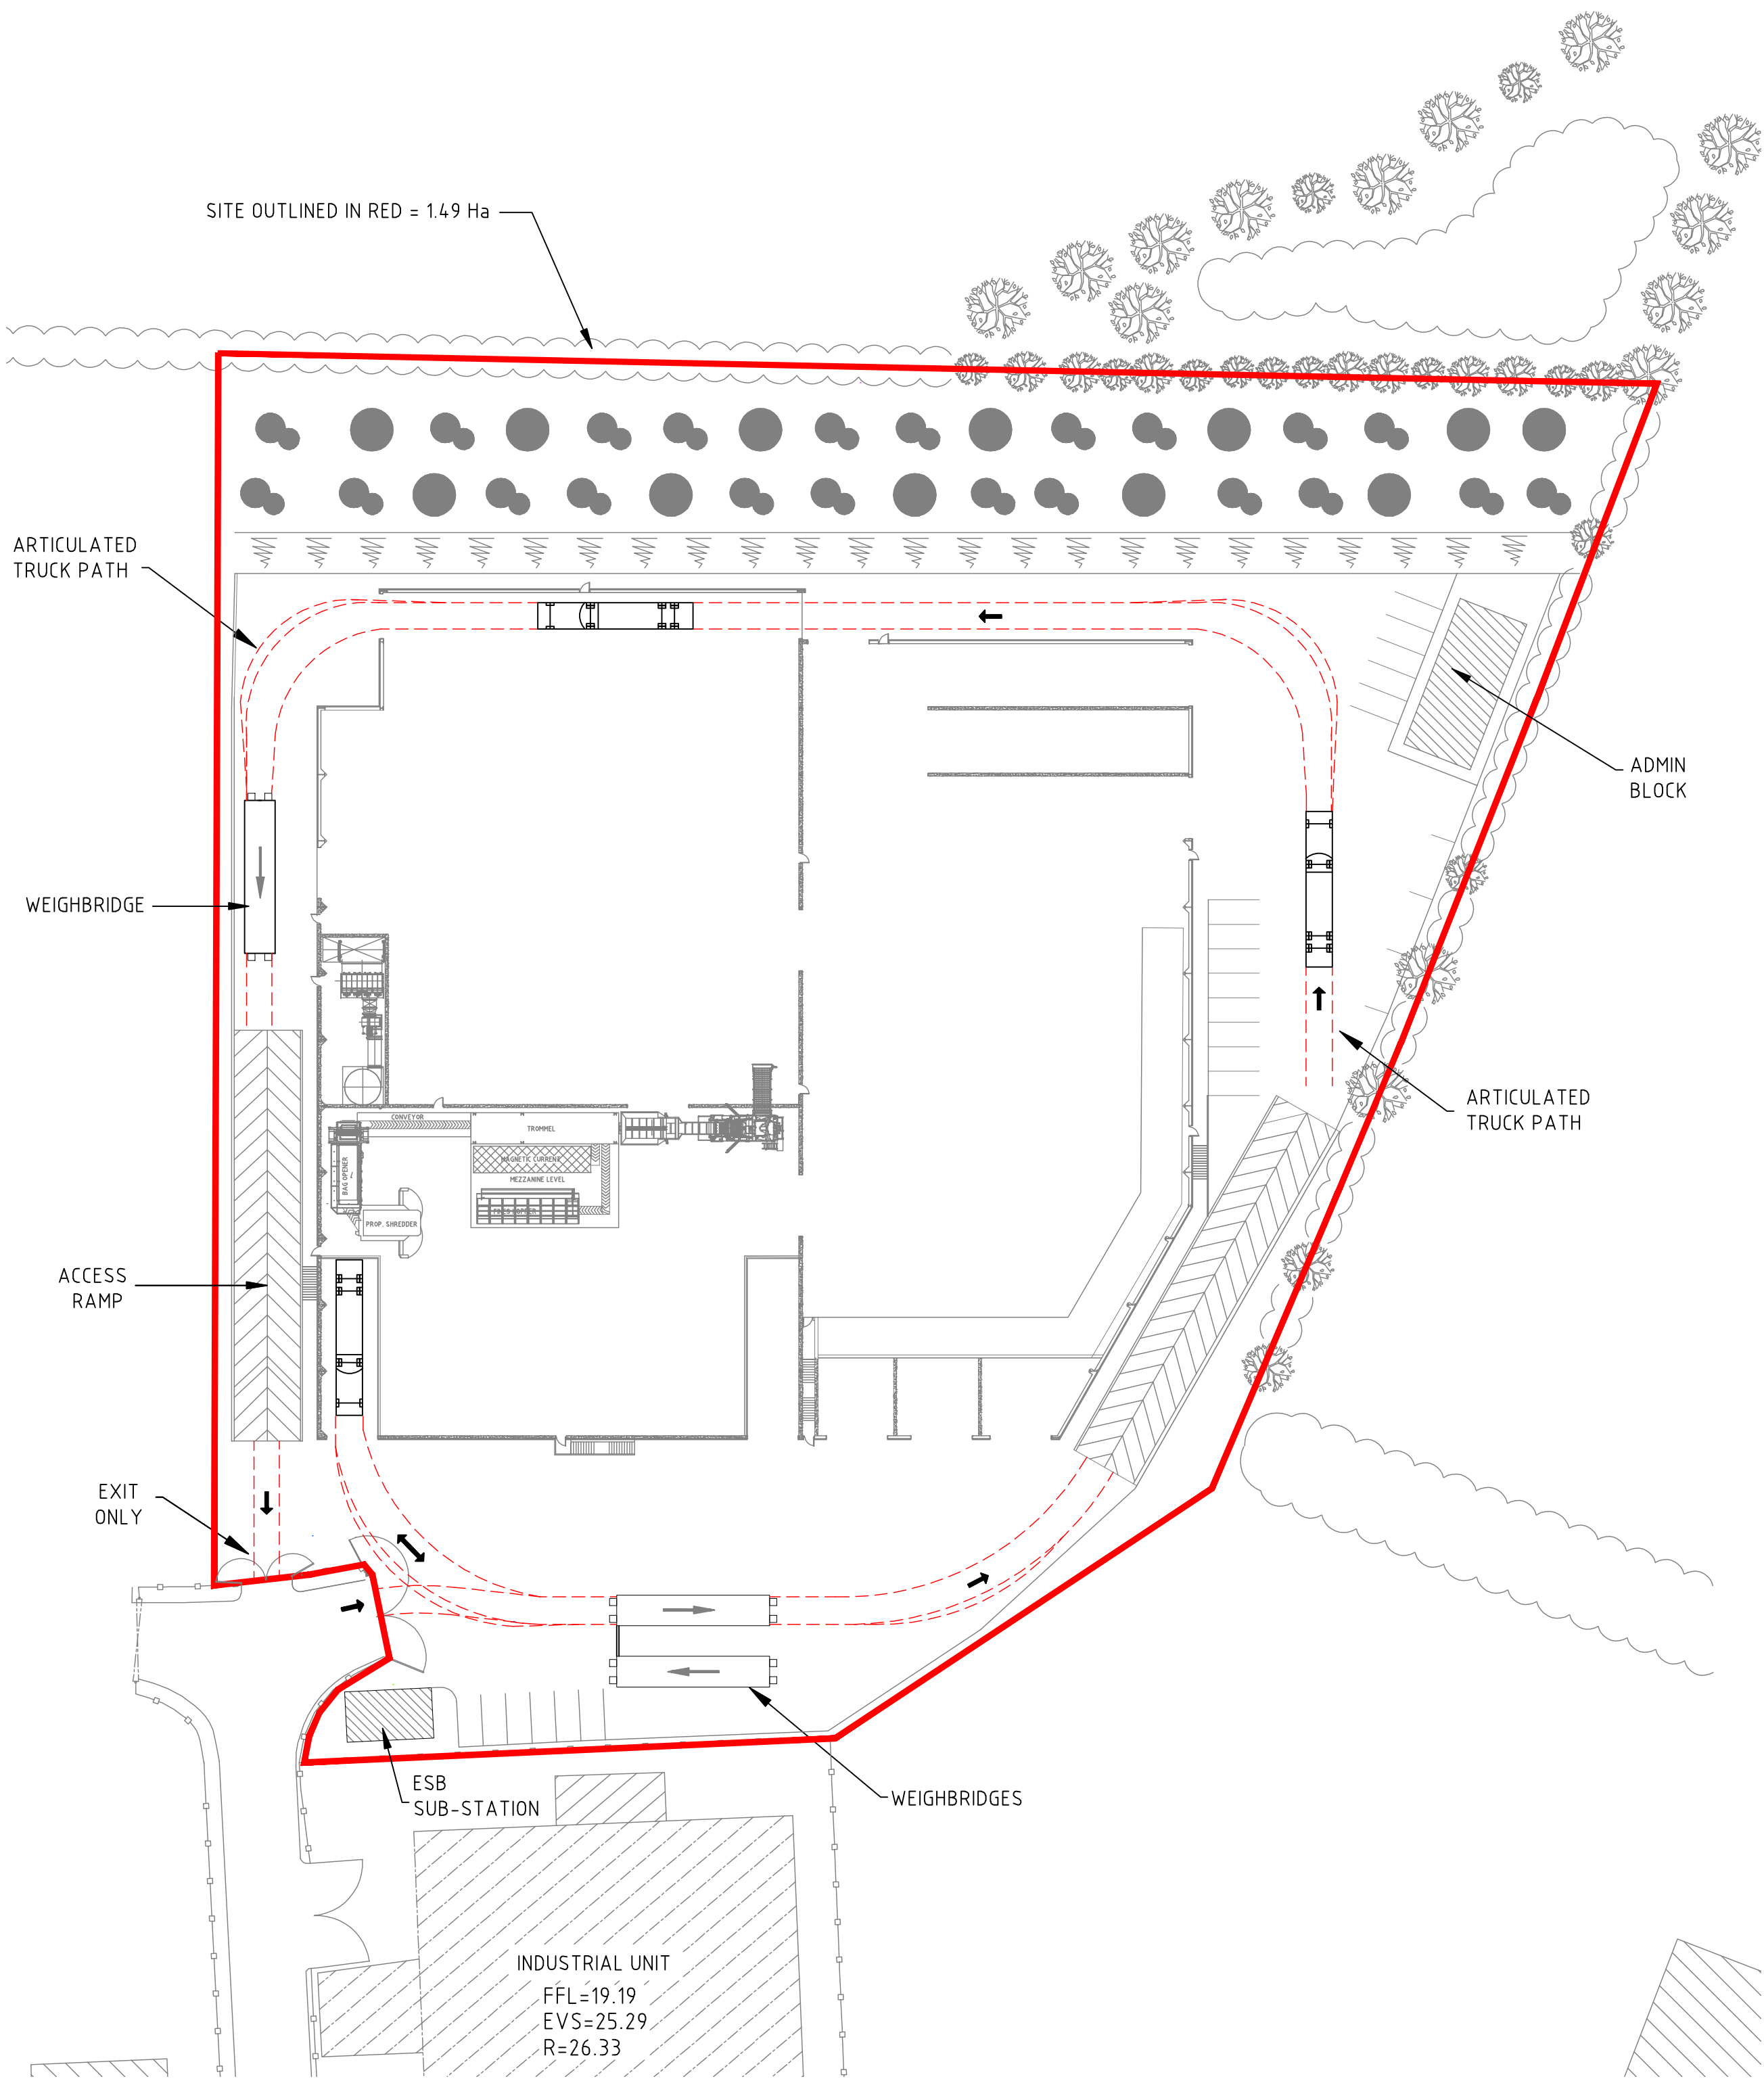 SITE OUTLINED IN RED = 1.49 Ha
ARTICULATED
TRUCK PATH
ADMIN
BLOCK
WEIGHBRIDGE
ARTICULATED
TRUCK PATH
CONVEYOR
TROMMEL
BAG OPENER
MAGNETIC CURRENT
MEZZANINE LEVEL
PROP. SHREDDER
ACCESS
RAMP
EXIT
ONLY
ESB
SUB-STATION
WEIGHBRIDGES
INDUSTRIAL UNIT
FFL=19.19
EVS=25.29
R=26.33